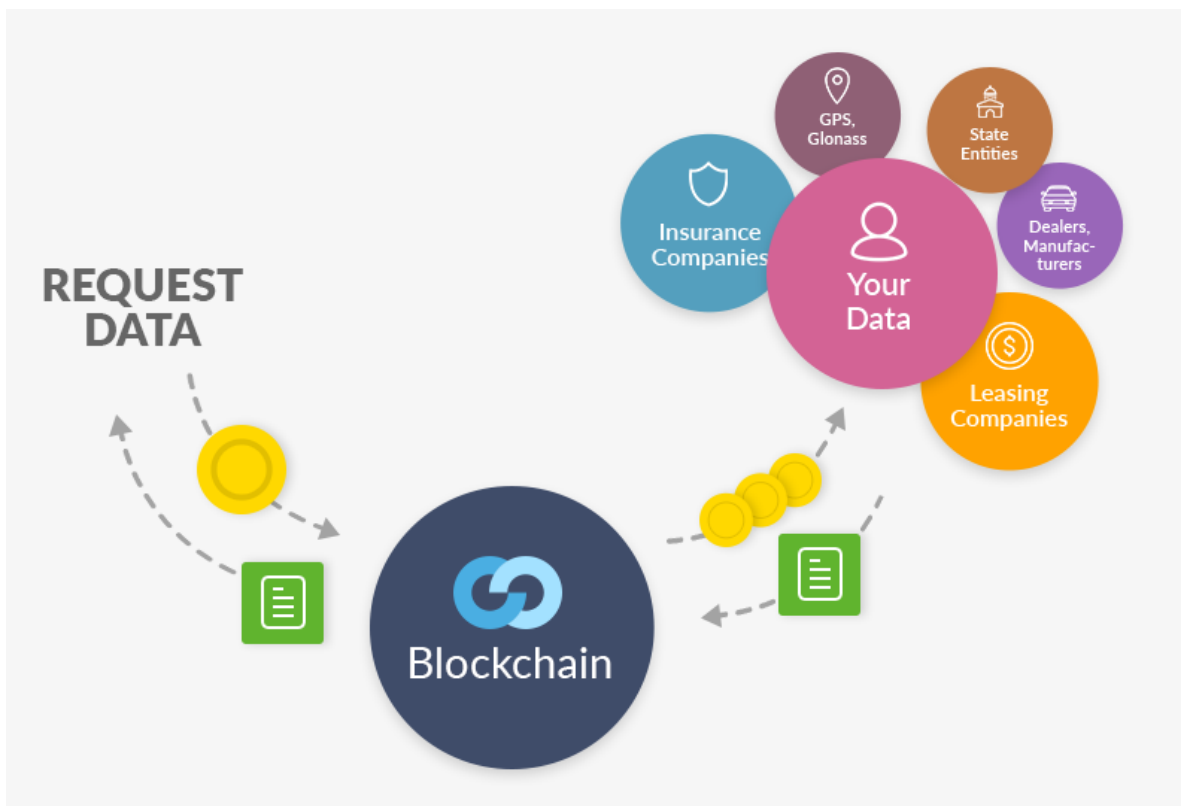 REQUEST
DATA
Blockchain
Insurance
Companies
GPS,
Glonass
State
Entities
Dealers,
Manufac-
turers
Your
Data
Leasing
Companies